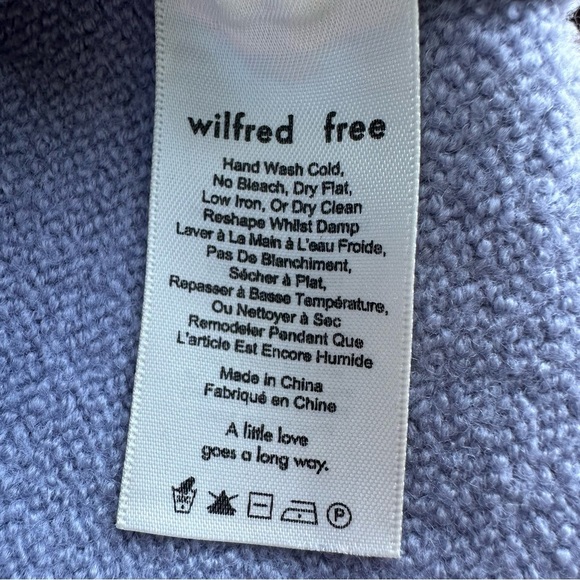 wilfred free
Hand Wash Cold,
No Bleach, Dry Flat,
Low Iron, Or Dry Clean
Reshape Whilst Damp
Laver à La Main à L'eau Froide,
Pas De Blanchiment,
Sécher à Plat,
Repasser à Basse Température,
Ou Nettoyer à Sec
Remodeler Pendant Que
L'article Est Encore Humide
Made in China
Fabriqué en Chine
A little love
goes a long way.
P